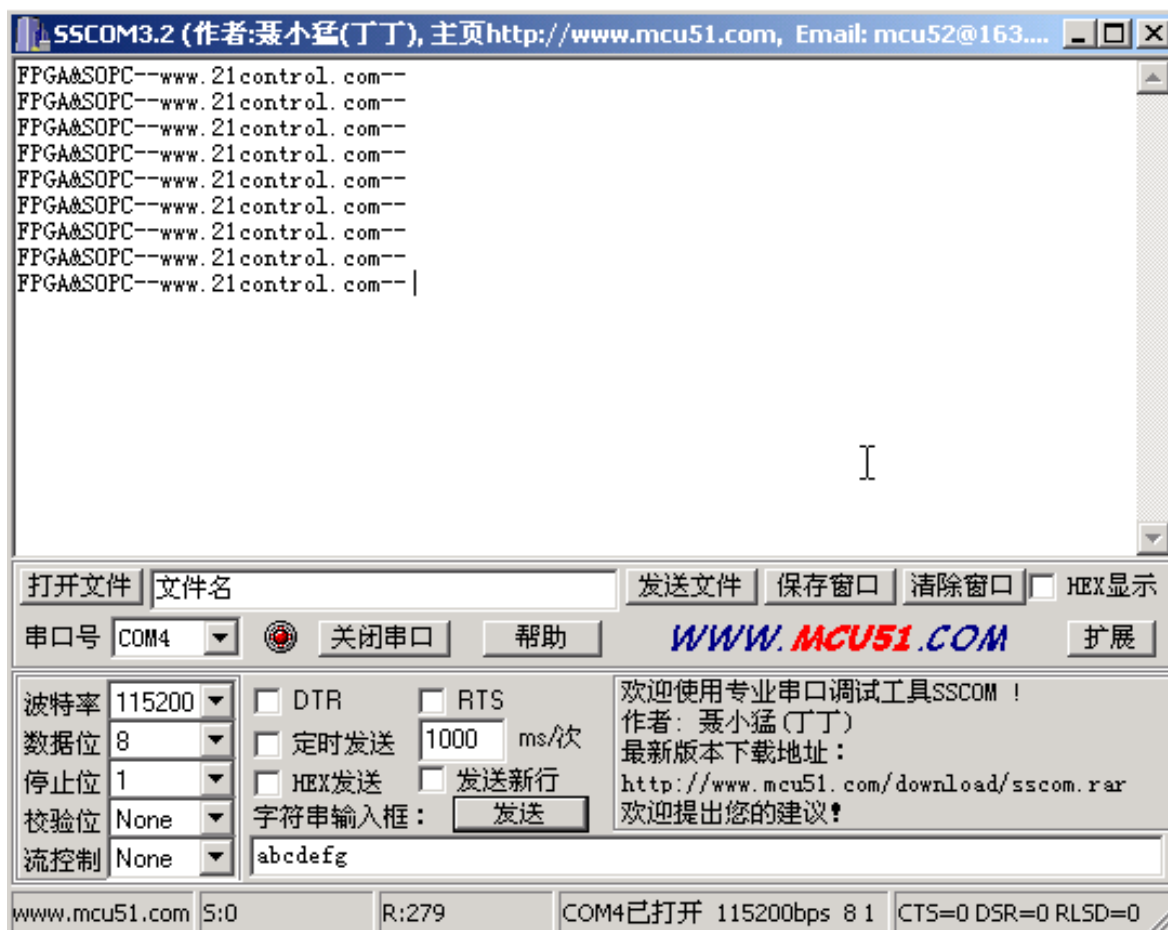 SSCOM3.2 (作者:聂小猛(丁丁), 主页http://www.mcu51.com,  Email: mcu52@163....
FPGA&SOPC--www.21control.com--
FPGA&SOPC--www.21control.com--
FPGA&SOPC--www.21control.com--
FPGA&SOPC--www.21control.com--
FPGA&SOPC--www.21control.com--
FPGA&SOPC--www.21control.com--
FPGA&SOPC--www.21control.com--
FPGA&SOPC--www.21control.com--
FPGA&SOPC--www.21control.com--
打开文件 文件名 发送文件 保存窗口 清除窗口 HEX显示
串口号 COM4 关闭串口 帮助 WWW.MCU51.COM 扩展
波特率 115200 DTR RTS
数据位 8 定时发送 1000 ms/次
停止位 1 HEX发送 发送新行
校验位 None 字符串输入框： 发送
流控制 None abcdefg
欢迎使用专业串口调试工具SSCOM !
作者: 聂小猛(丁丁)
最新版本下载地址：
http://www.mcu51.com/download/sscom.rar
欢迎提出您的建议!
www.mcu51.com S:0 R:279 COM4已打开 115200bps 8 1 CTS=0 DSR=0 RLSD=0